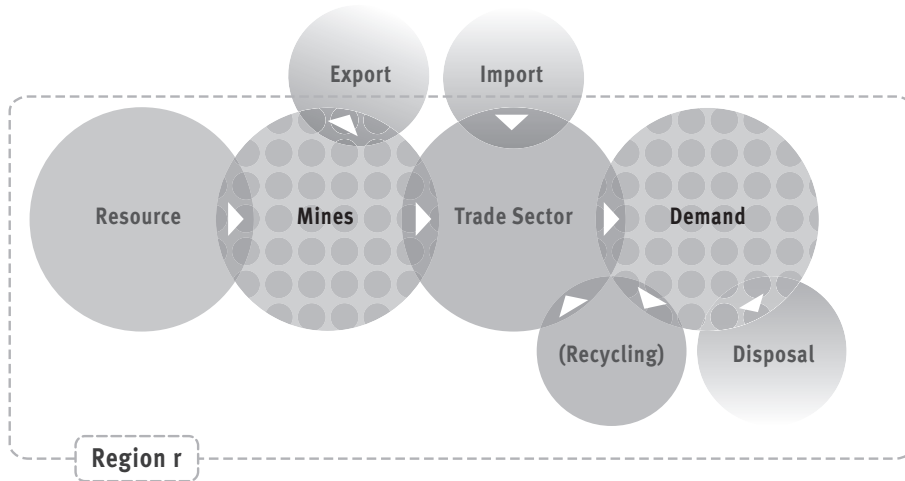 Export
Import
Resource
Mines
Trade Sector
Demand
(Recycling)
Disposal
Region r